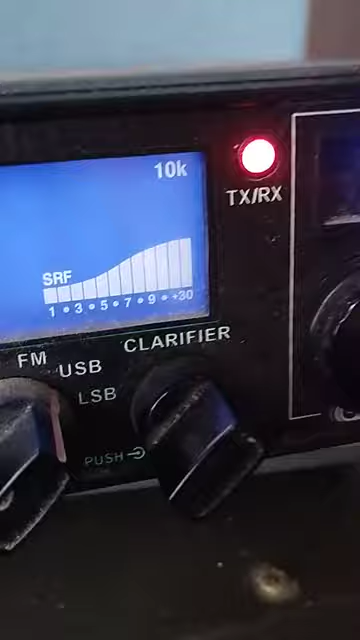 10k
TX/RX
SRF
1 • 3 • 5 • 7 • 9 • +30
CLARIFIER
FM
USB
LSB
PUSH